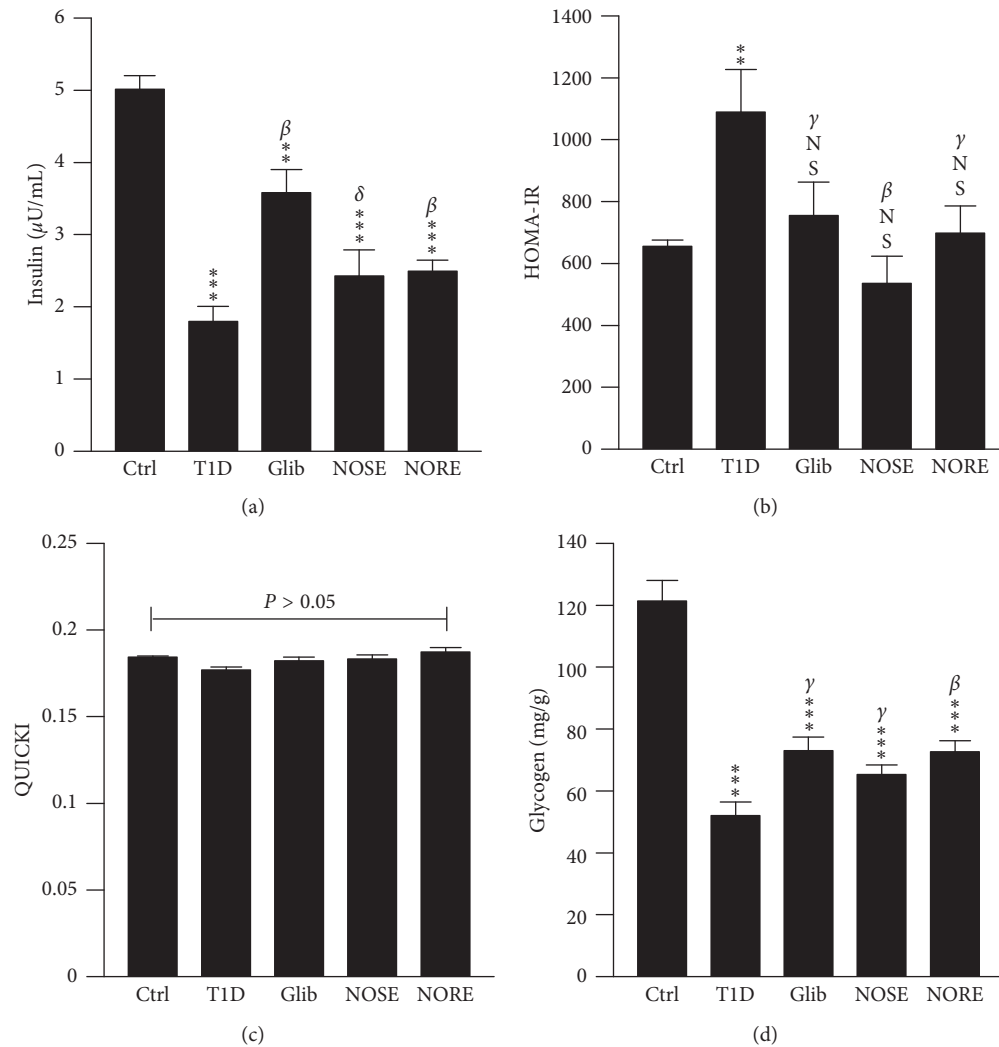 6
5
4
3
2
1
0
Insulin (μU/mL)
***
β
**
δ
***
β
***
Ctrl T1D Glib NOSE NORE
(a)
1400
1200
1000
800
600
400
200
0
HOMA-IR
**
γ
N
S
β
N
S
γ
N
S
Ctrl T1D Glib NOSE NORE
(b)
0.25
0.2
0.15
0.1
0.05
0
QUICKI
P > 0.05
Ctrl T1D Glib NOSE NORE
(c)
140
120
100
80
60
40
20
0
Glycogen (mg/g)
***
γ
***
γ
***
β
***
Ctrl T1D Glib NOSE NORE
(d)